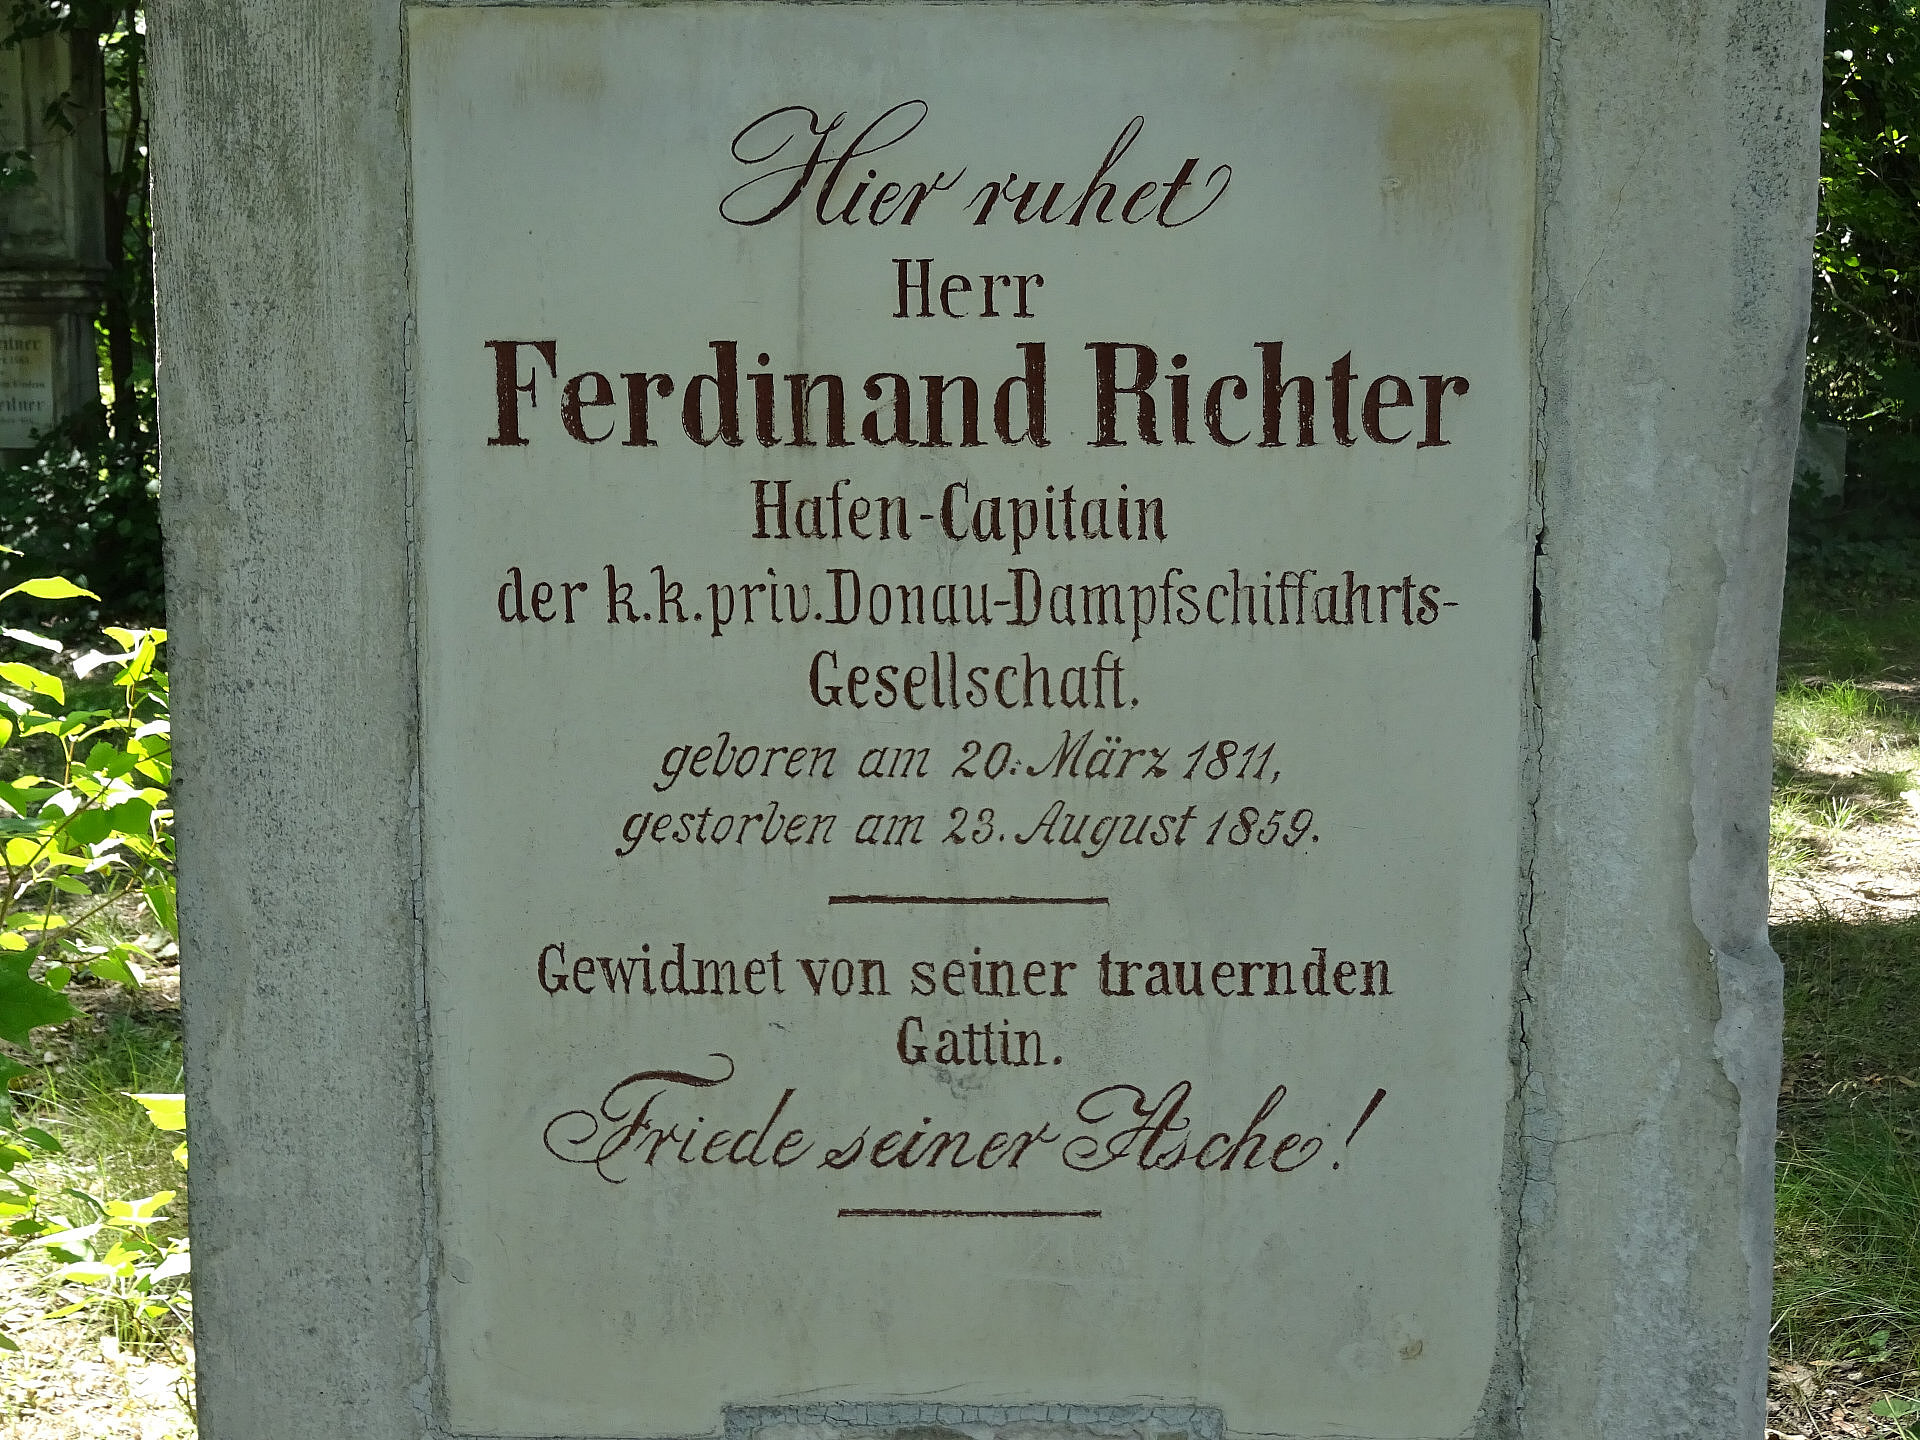 Hier ruhet
Herr
Ferdinand Richter
Hafen-Capitain
der k.k.priv.Donau-Dampfschiffahrts-
Gesellschaft.
geboren am 20. März 1811,
gestorben am 23. August 1859.
Gewidmet von seiner trauernden
Gattin.
Friede seiner Asche!